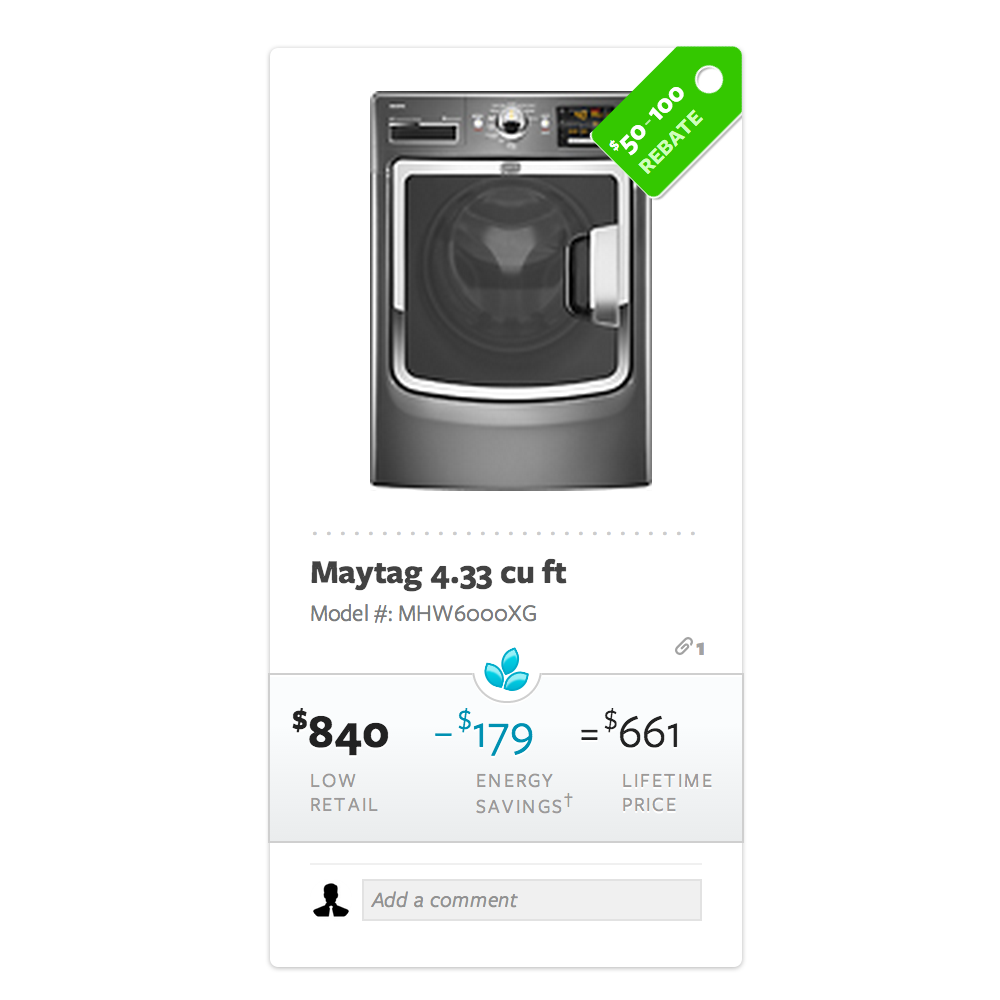 $50-100
REBATE
Maytag 4.33 cu ft
Model #: MHW6000XG
1
$840 – $179 = $661
LOW RETAIL
ENERGY SAVINGS†
LIFETIME PRICE
Add a comment